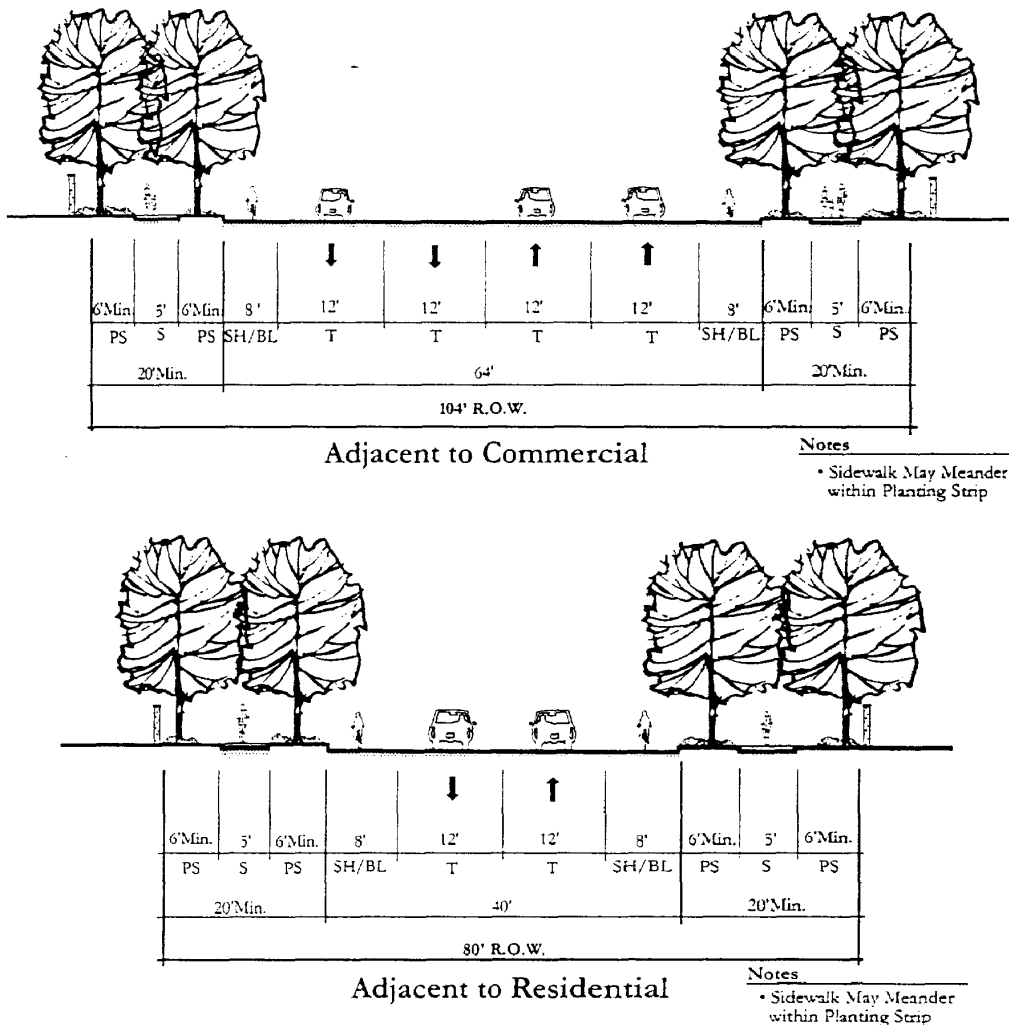 6'Min. 5' 6'Min. 8' 12' 12' 12' 12' 8' 6'Min. 5' 6'Min.
PS S PS SH/BL T T T T SH/BL PS S PS
20'Min. 64' 20'Min.
104' R.O.W.
Adjacent to Commercial
Notes
• Sidewalk May Meander
within Planting Strip
6'Min. 5' 6'Min. 8' 12' 12' 8' 6'Min. 5' 6'Min.
PS S PS SH/BL T T SH/BL PS S PS
20'Min. 40' 20'Min.
80' R.O.W.
Adjacent to Residential
Notes
• Sidewalk May Meander
within Planting Strip